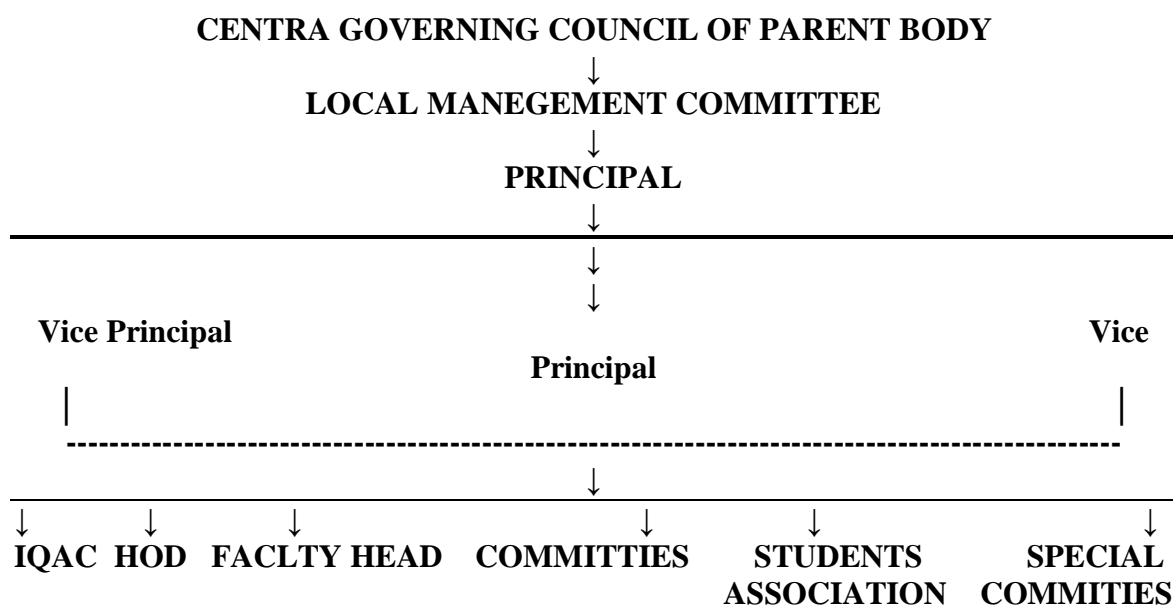 CENTRA GOVERNING COUNCIL OF PARENT BODY
↓
LOCAL MANEGEMENT COMMITTEE
↓
PRINCIPAL
↓
↓
↓
Vice Principal Vice
Principal
| |
---------------------------------------------------------------------------------------------------
↓
↓ ↓ ↓ ↓ ↓ ↓
IQAC HOD FACLTY HEAD COMMITTIES STUDENTS SPECIAL
ASSOCIATION COMMITIES